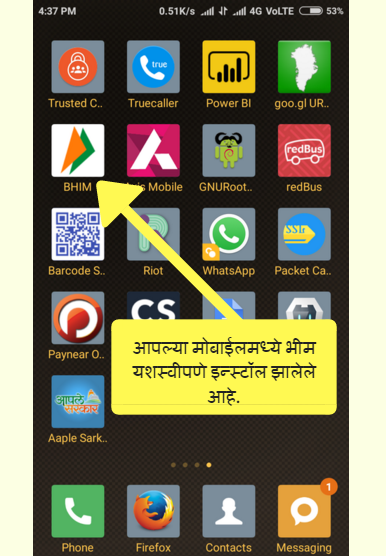 4:37 PM 0.51K/s 4G VoLTE 53%
true
Trusted C.. Truecaller Power BI goo.gl UR..
redBus
BHIM Mobile GNURoot.. redBus
SSLr
Barcode S.. Riot WhatsApp Packet Ca..
CS
Paynear O..
आपल्या मोबाईलमध्ये भीम
यशस्वीपणे इन्स्टॉल झालेले
आहे.
आपले
सरकार
Aaple Sark..
1
Phone Firefox Contacts Messaging